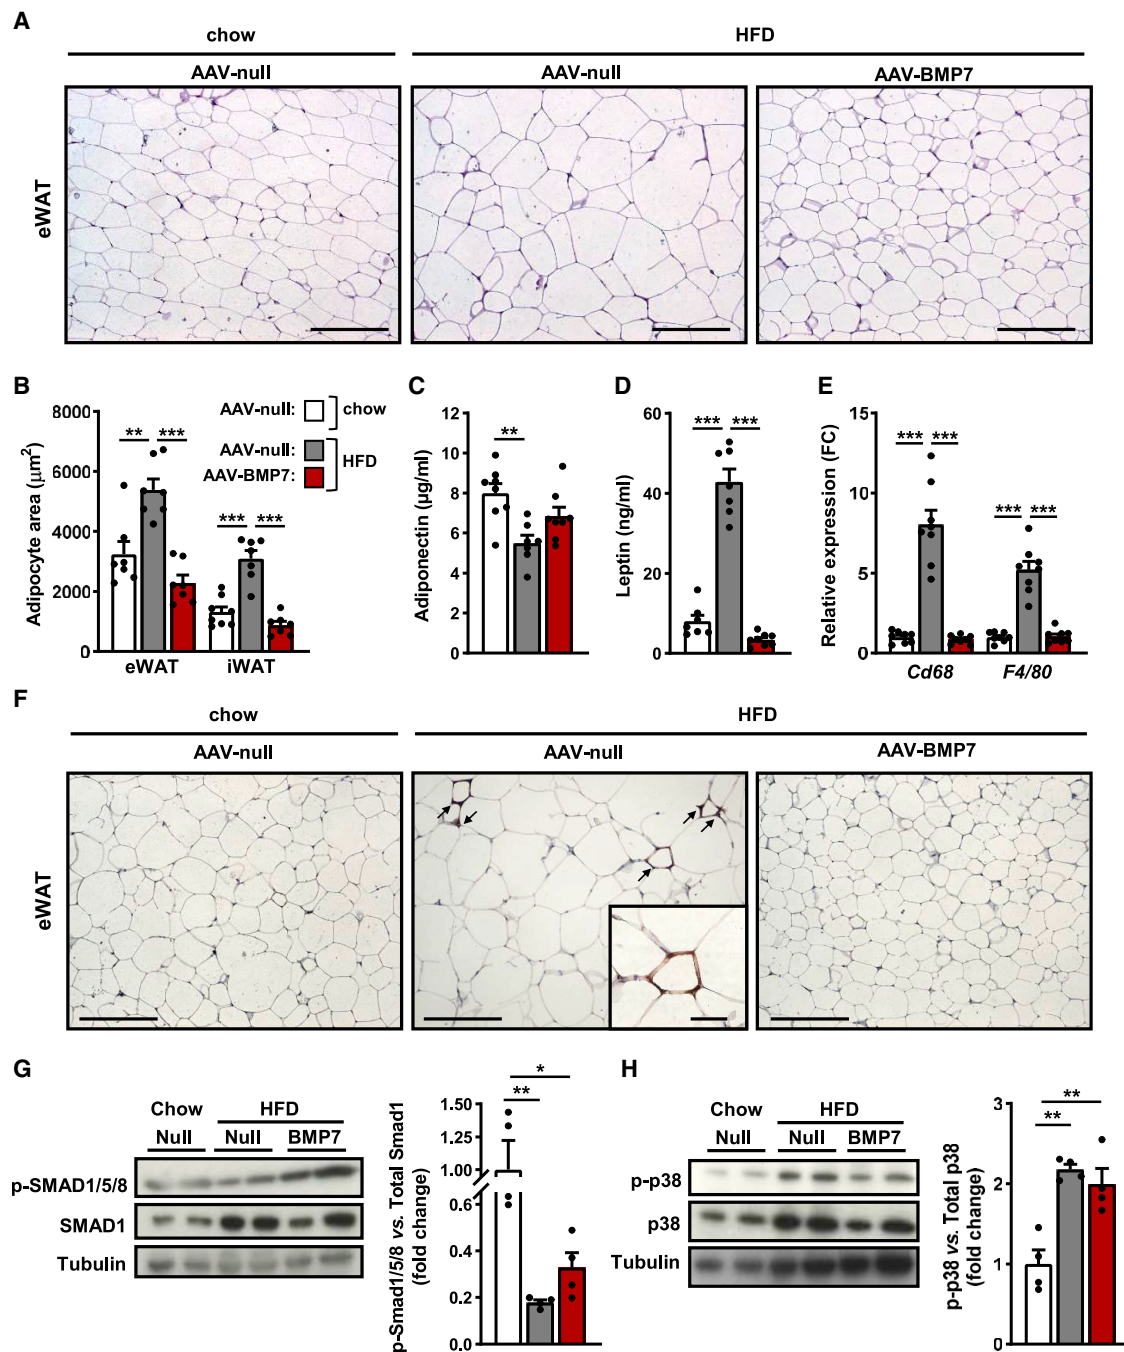 A
chow
HFD
AAV-null
AAV-null
AAV-BMP7
eWAT
B
Adipocyte area (μm²)
8000
6000
4000
2000
0
** *** *** ***
eWAT iWAT
AAV-null:
chow
AAV-null:
AAV-BMP7:
HFD
C
Adiponectin (μg/ml)
12
10
8
6
4
2
0
**
D
Leptin (ng/ml)
60
40
20
0
*** ***
E
Relative expression (FC)
15
10
5
0
*** *** *** ***
Cd68 F4/80
F
chow
HFD
AAV-null
AAV-null
AAV-BMP7
eWAT
G
Chow HFD
Null Null BMP7
p-SMAD1/5/8
SMAD1
Tubulin
p-Smad1/5/8 vs. Total Smad1
(fold change)
1.50
1.25
1.00
0.6
0.4
0.2
0.0
*
**
H
Chow HFD
Null Null BMP7
p-p38
p38
Tubulin
p-p38 vs. Total p38
(fold change)
3
2
1
0
**
**